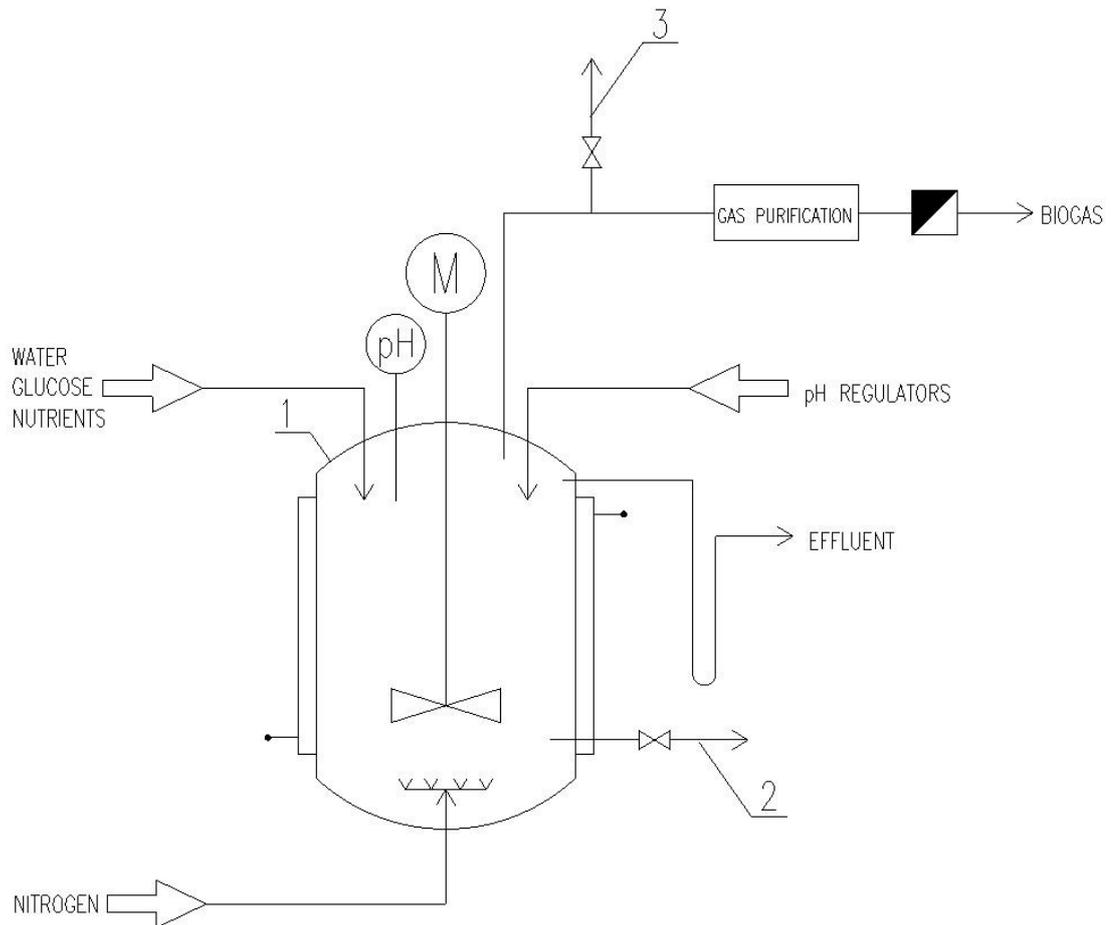 3
GAS PURIFICATION
BIOGAS
M
pH
WATER
GLUCOSE
NUTRIENTS
pH REGULATORS
1
EFFLUENT
2
NITROGEN